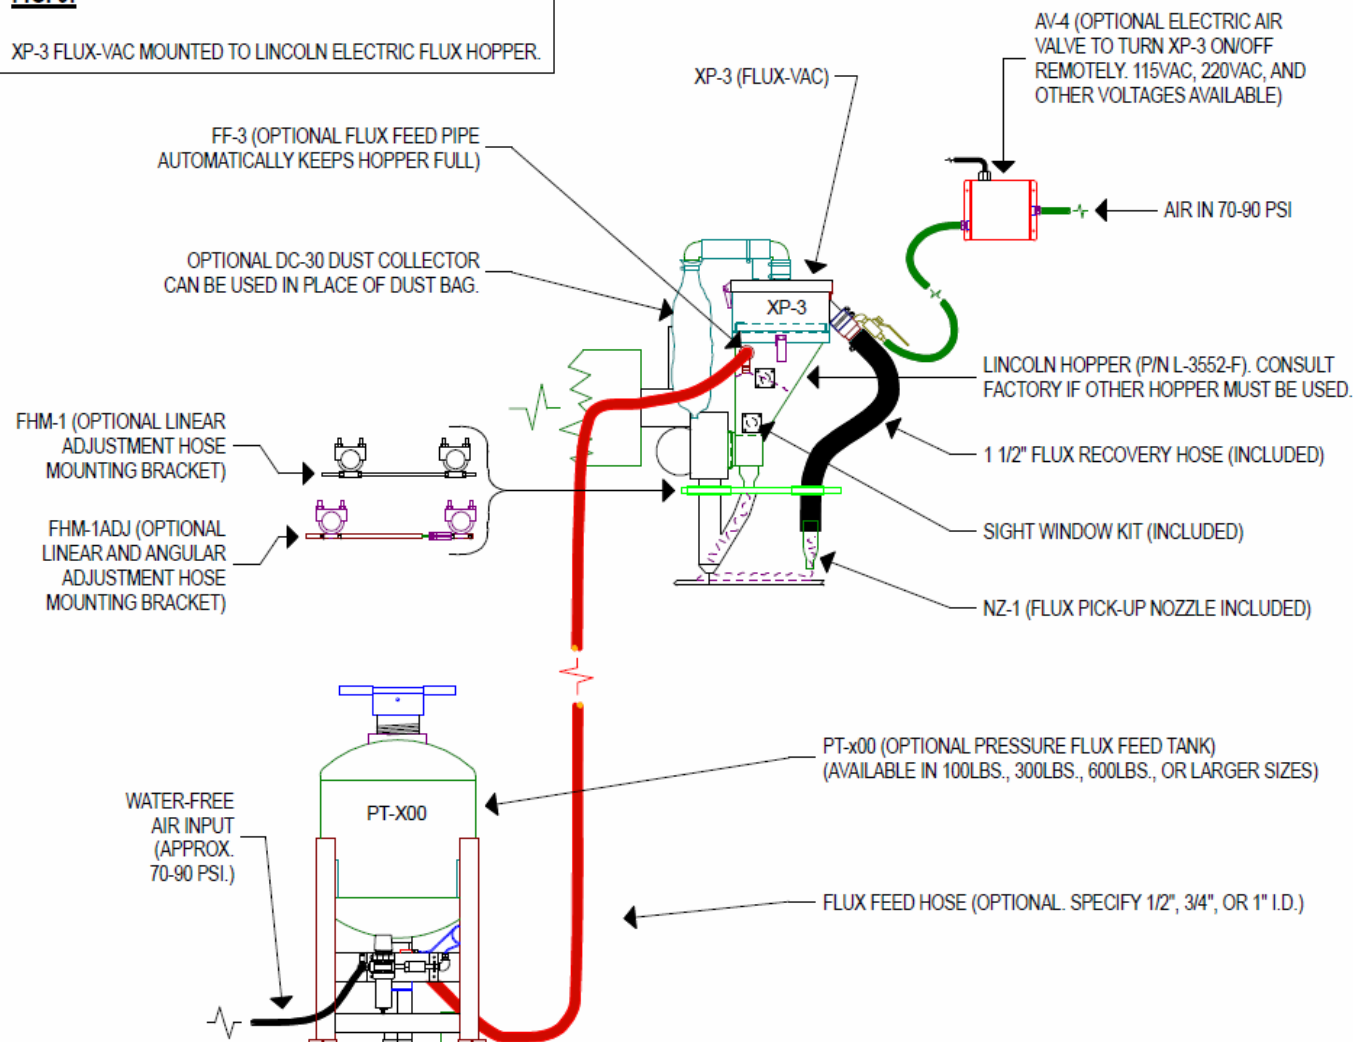 XP-3 FLUX-VAC MOUNTED TO LINCOLN ELECTRIC FLUX HOPPER.
AV-4 (OPTIONAL ELECTRIC AIR
VALVE TO TURN XP-3 ON/OFF
REMOTELY. 115VAC, 220VAC, AND
OTHER VOLTAGES AVAILABLE)
XP-3 (FLUX-VAC)
FF-3 (OPTIONAL FLUX FEED PIPE
AUTOMATICALLY KEEPS HOPPER FULL)
AIR IN 70-90 PSI
OPTIONAL DC-30 DUST COLLECTOR
CAN BE USED IN PLACE OF DUST BAG.
XP-3
LINCOLN HOPPER (P/N L-3552-F). CONSULT
FACTORY IF OTHER HOPPER MUST BE USED.
FHM-1 (OPTIONAL LINEAR
ADJUSTMENT HOSE
MOUNTING BRACKET)
1 1/2" FLUX RECOVERY HOSE (INCLUDED)
FHM-1ADJ (OPTIONAL
LINEAR AND ANGULAR
ADJUSTMENT HOSE
MOUNTING BRACKET)
SIGHT WINDOW KIT (INCLUDED)
NZ-1 (FLUX PICK-UP NOZZLE INCLUDED)
PT-x00 (OPTIONAL PRESSURE FLUX FEED TANK)
(AVAILABLE IN 100LBS., 300LBS., 600LBS., OR LARGER SIZES)
WATER-FREE
AIR INPUT
(APPROX.
70-90 PSI.)
PT-X00
FLUX FEED HOSE (OPTIONAL. SPECIFY 1/2", 3/4", OR 1" I.D.)